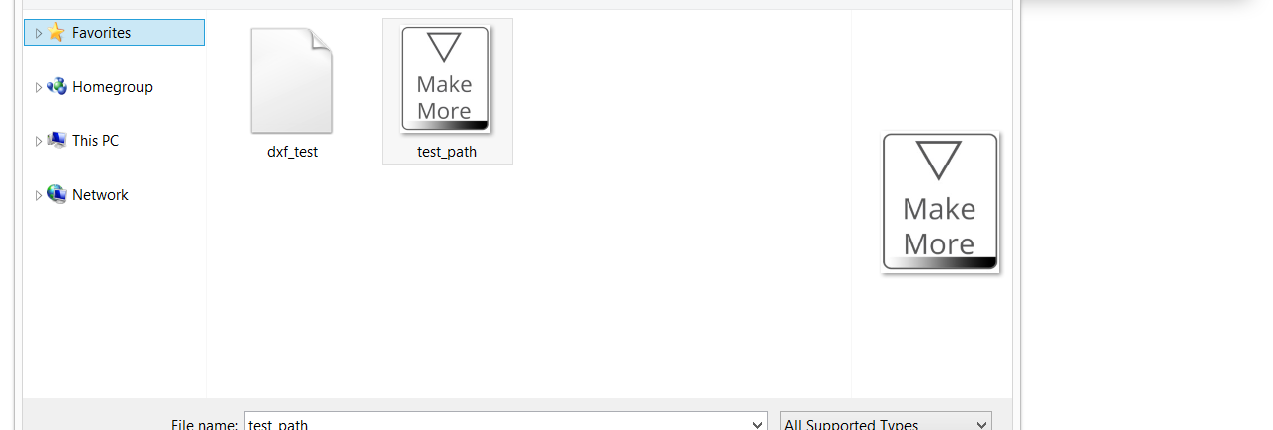 Favorites
Homegroup
This PC
Network
Make
More
dxf_test
test_path
Make
More
File name: test_path
All Supported Types